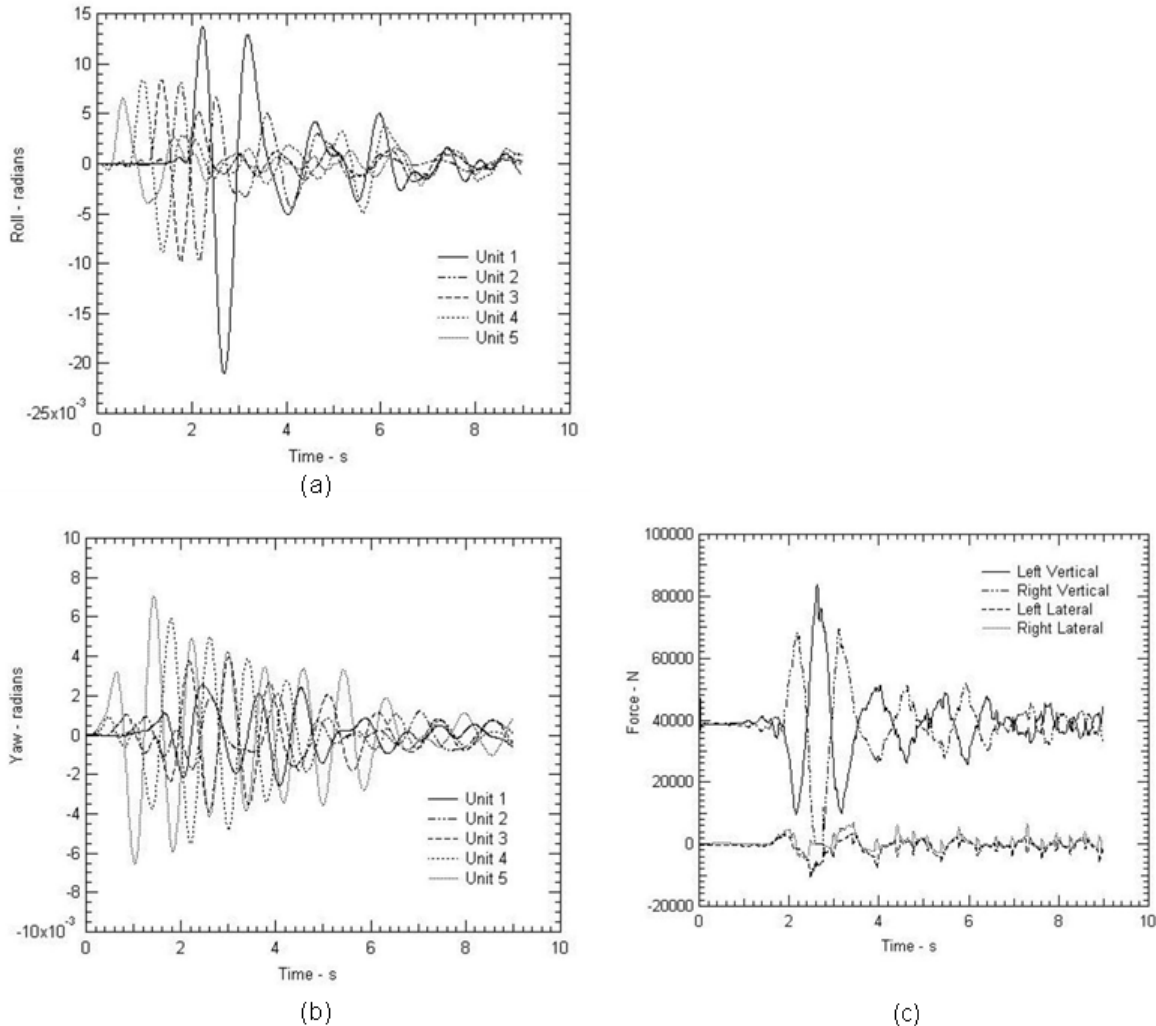 15
10
5
0
-5
-10
-15
-20
-25x10-3
Roll - radians
Unit 1
Unit 2
Unit 3
Unit 4
Unit 5
0 2 4 6 8 10
Time - s
(a)
10
8
6
4
2
0
-2
-4
-6
-8
-10x10-3
Yaw - radians
Unit 1
Unit 2
Unit 3
Unit 4
Unit 5
0 2 4 6 8 10
Time - s
(b)
100000
80000
60000
40000
20000
0
-20000
Force - N
Left Vertical
Right Vertical
Left Lateral
Right Lateral
0 2 4 6 8 10
Time - s
(c)